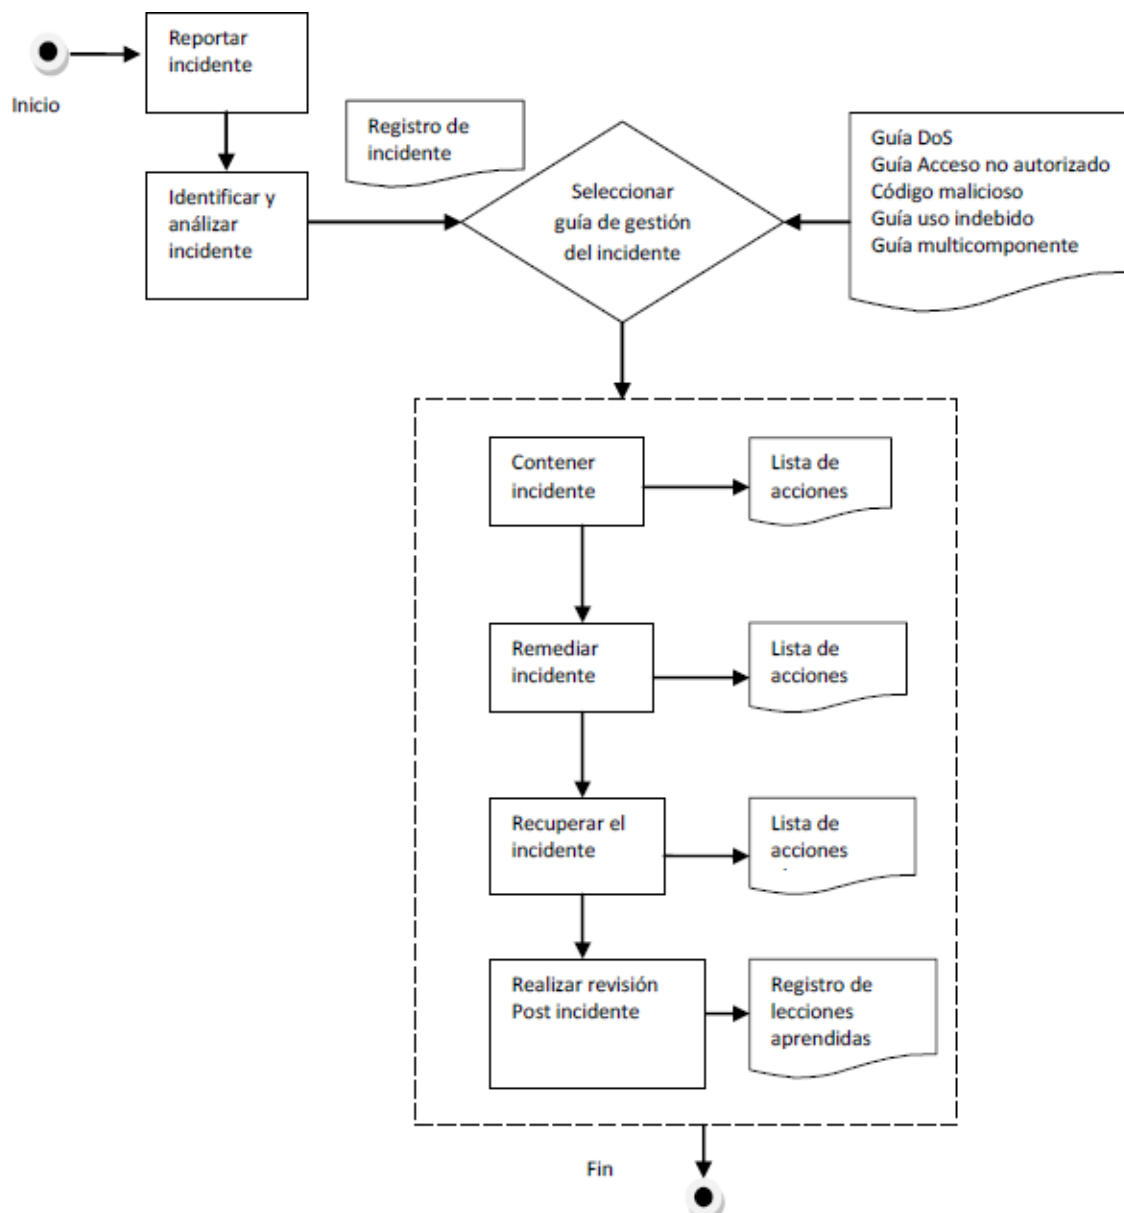 Reportar
incidente
Inicio
Identificar y
análizar
incidente
Registro de
incidente
Seleccionar
guía de gestión
del incidente
Guía DoS
Guía Acceso no autorizado
Código malicioso
Guía uso indebido
Guía multicomponente
Contener
incidente
Lista de
acciones
Remediar
incidente
Lista de
acciones
Recuperar el
incidente
Lista de
acciones
Realizar revisión
Post incidente
Registro de
lecciones
aprendidas
Fin